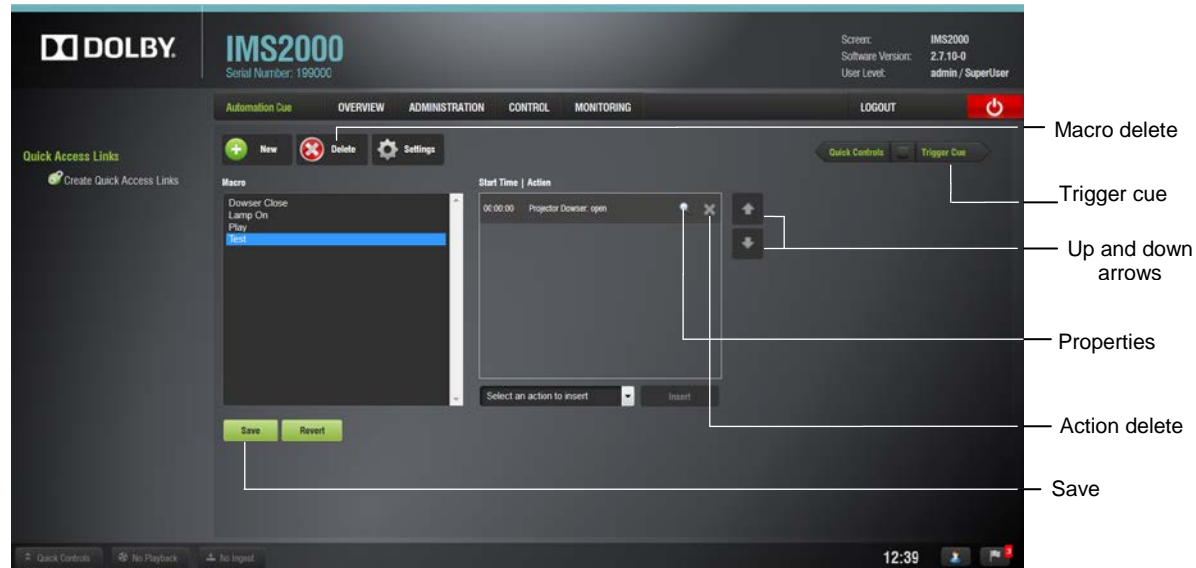 DOLBY.
IMS2000
Serial Number: 199000
Screen: IMS2000
Software Version: 2.7.10-0
User Level: admin / SuperUser
Automation Cue OVERVIEW ADMINISTRATION CONTROL MONITORING LOGOUT
Macro delete
New Delete Settings
Quick Controls Trigger Cue
Quick Access Links
Create Quick Access Links
Macro
Start Time | Action
Dowser Close
Lamp On
Play
Test
00:00:00 Projector Dowser: open
Trigger cue
Up and down
arrows
Properties
Select an action to insert Insert
Action delete
Save Revert
Save
Quick Controls No Playback No Ingest
12:39
3